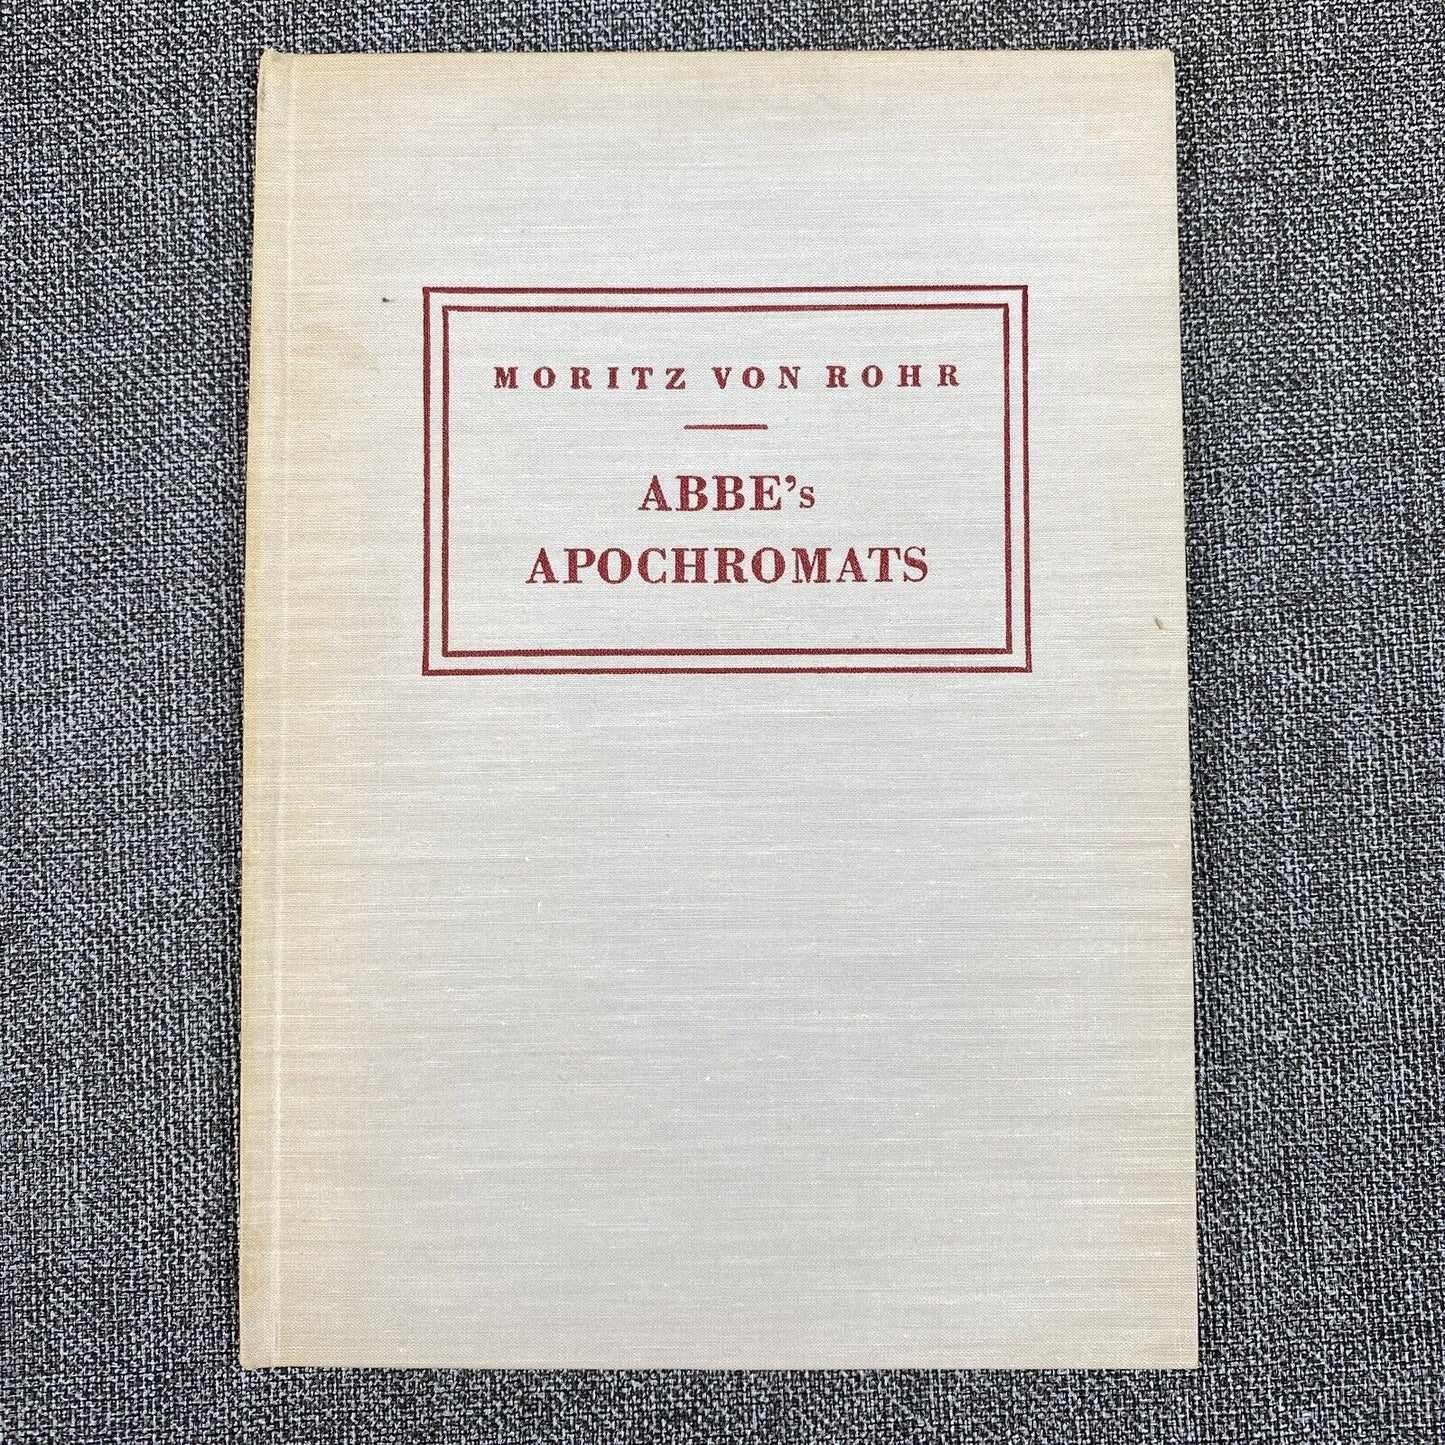 MORITZ VON ROHR
ABBE’s
APOCHROMATS